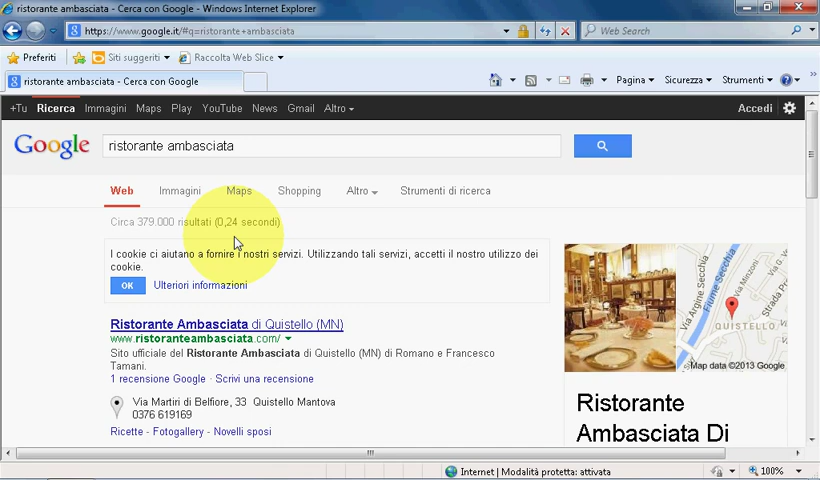 ristorante ambasciata - Cerca con Google - Windows Internet Explorer
https://www.google.it/#q=ristorante+ambasciata
Web Search
Preferiti
Siti suggeriti
Raccolta Web Slice
ristorante ambasciata - Cerca con Google
Pagina
Sicurezza
Strumenti
+Tu Ricerca Immagini Maps Play YouTube News Gmail Altro
Accedi
Google
ristorante ambasciata
Web Immagini Maps Shopping Altro Strumenti di ricerca
Circa 379.000 risultati (0,24 secondi)
I cookie ci aiutano a fornire i nostri servizi. Utilizzando tali servizi, accetti il nostro utilizzo dei
cookie.
OK Ulteriori informazioni
Ristorante Ambasciata di Quistello (MN)
www.ristoranteambasciata.com/
Sito ufficiale del Ristorante Ambasciata di Quistello (MN) di Romano e Francesco
Tamani.
1 recensione Google - Scrivi una recensione
Via Martiri di Belfiore, 33 Quistello Mantova
0376 619169
Ricette - Fotogallery - Novelli sposi
Via Argine Secchia
Fiume Secchia
Via Minzoni
Strada Pro
QUISTELLO
Map data ©2013 Google
Ristorante
Ambasciata Di
Internet | Modalità protetta: attivata
100%